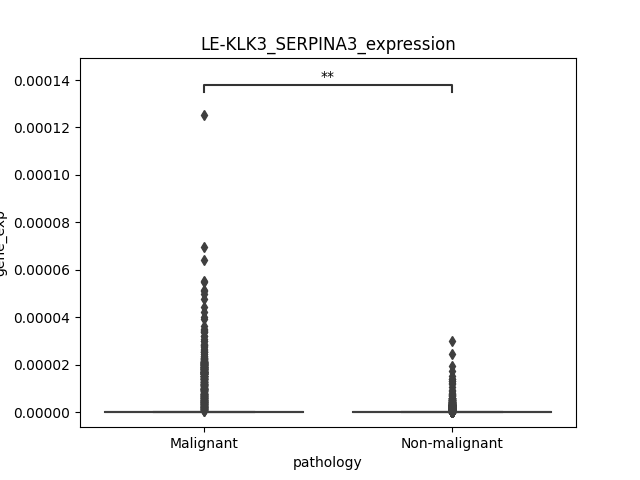 LE-KLK3_SERPINA3_expression
**
0.00014
0.00012
0.00010
0.00008
0.00006
0.00004
0.00002
0.00000
gene_exp
Malignant
Non-malignant
pathology